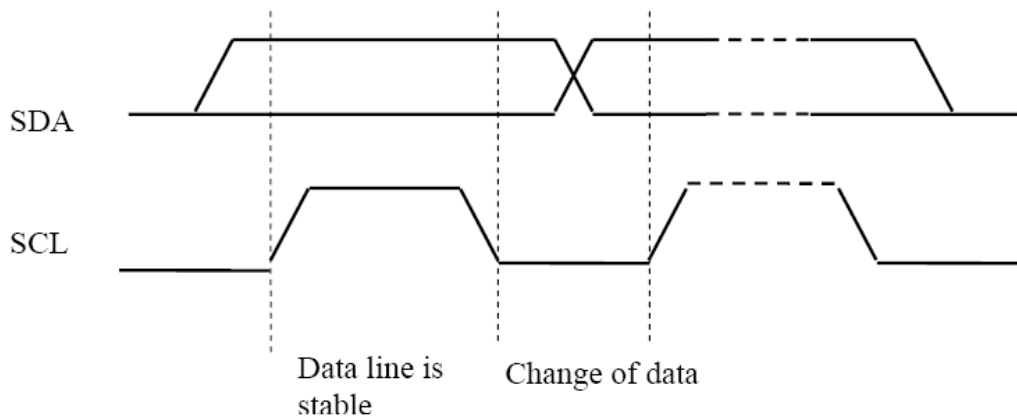 SDA
SCL
Data line is
stable
Change of data